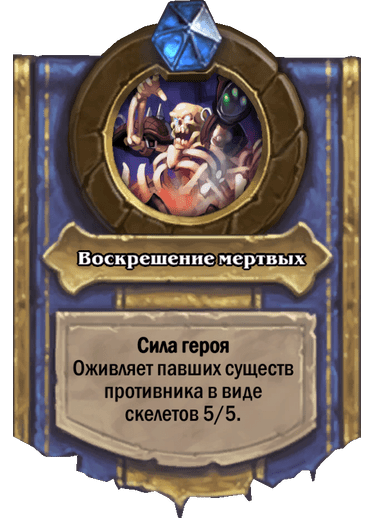 Воскрешение мертвых
Сила героя
Оживляет павших существ
противника в виде
скелетов 5/5.